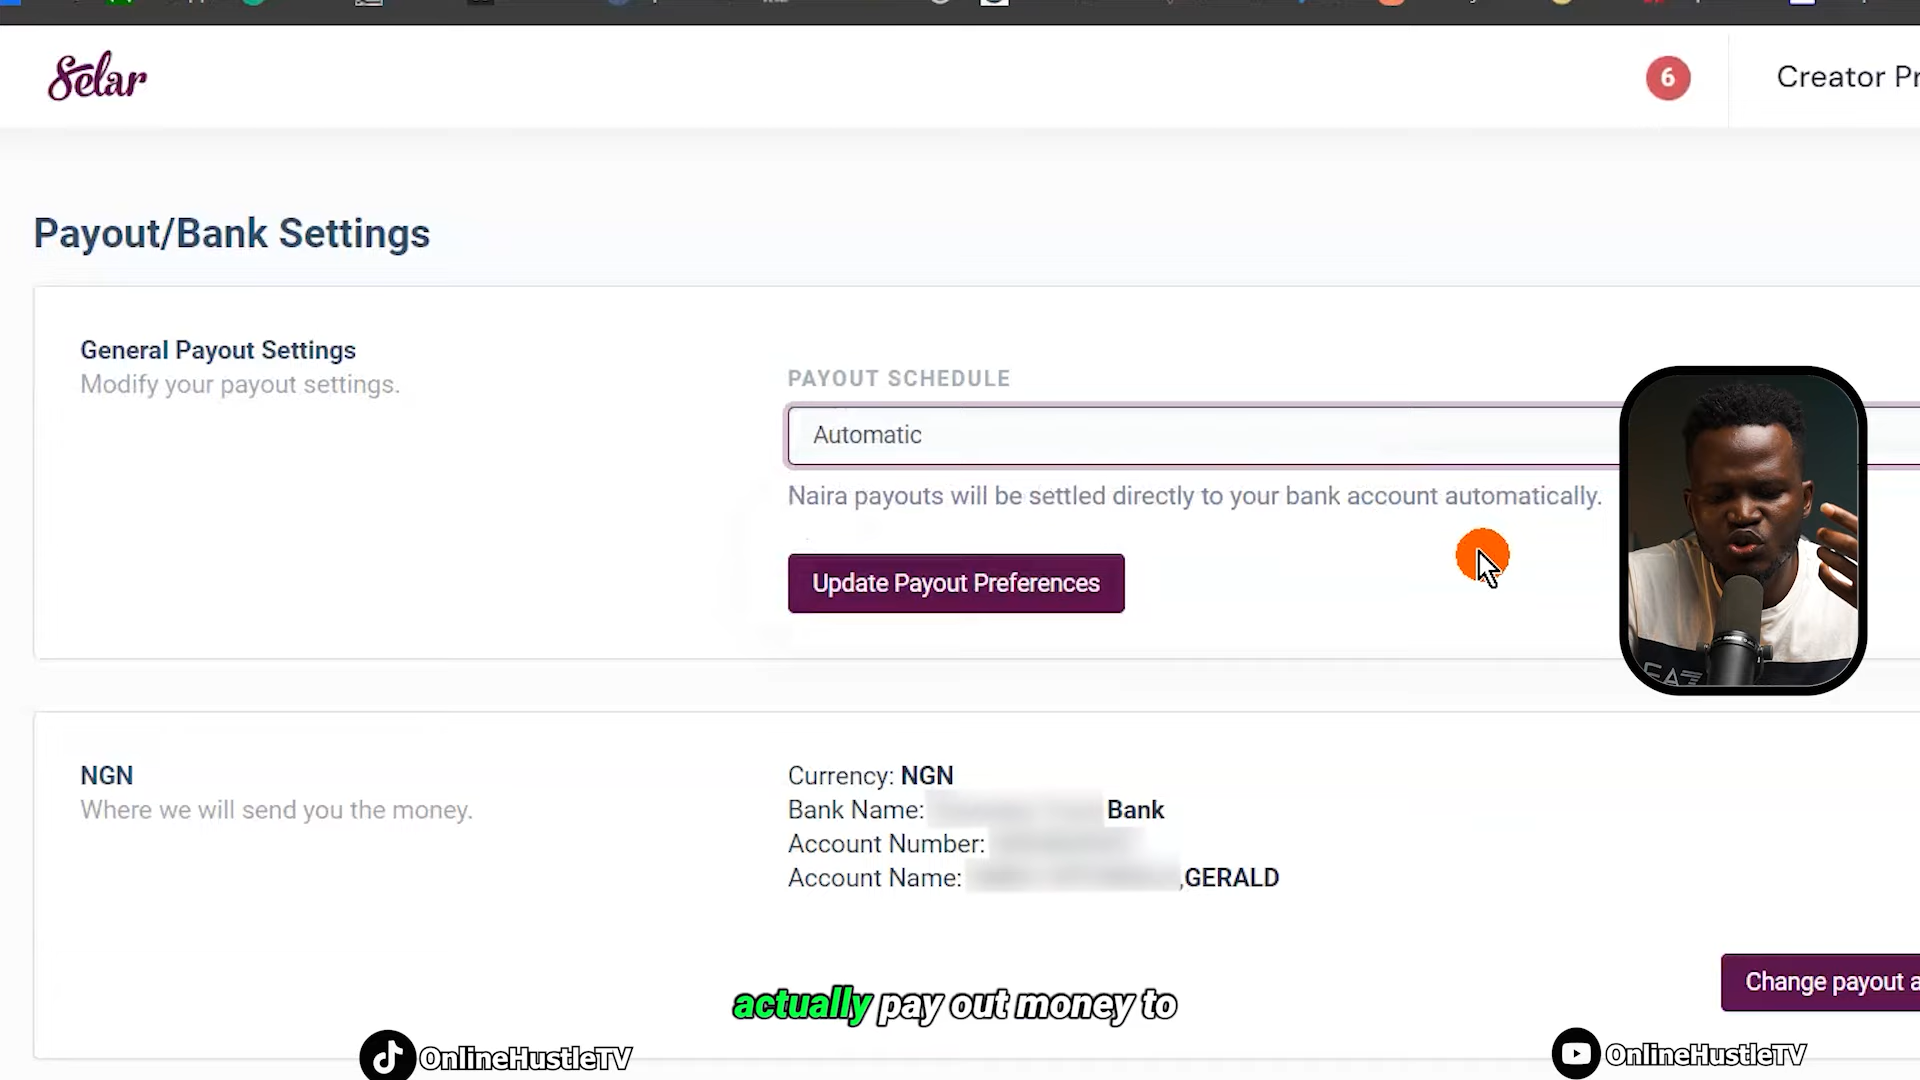 Selar
6
Creator Pr
Payout/Bank Settings
General Payout Settings
Modify your payout settings.
PAYOUT SCHEDULE
Automatic
Naira payouts will be settled directly to your bank account automatically.
Update Payout Preferences
NGN
Where we will send you the money.
Currency: NGN
Bank Name: Bank
Account Number:
Account Name: ,GERALD
Change payout a
EA7
actually pay out money to
OnlineHustleTV
OnlineHustleTV